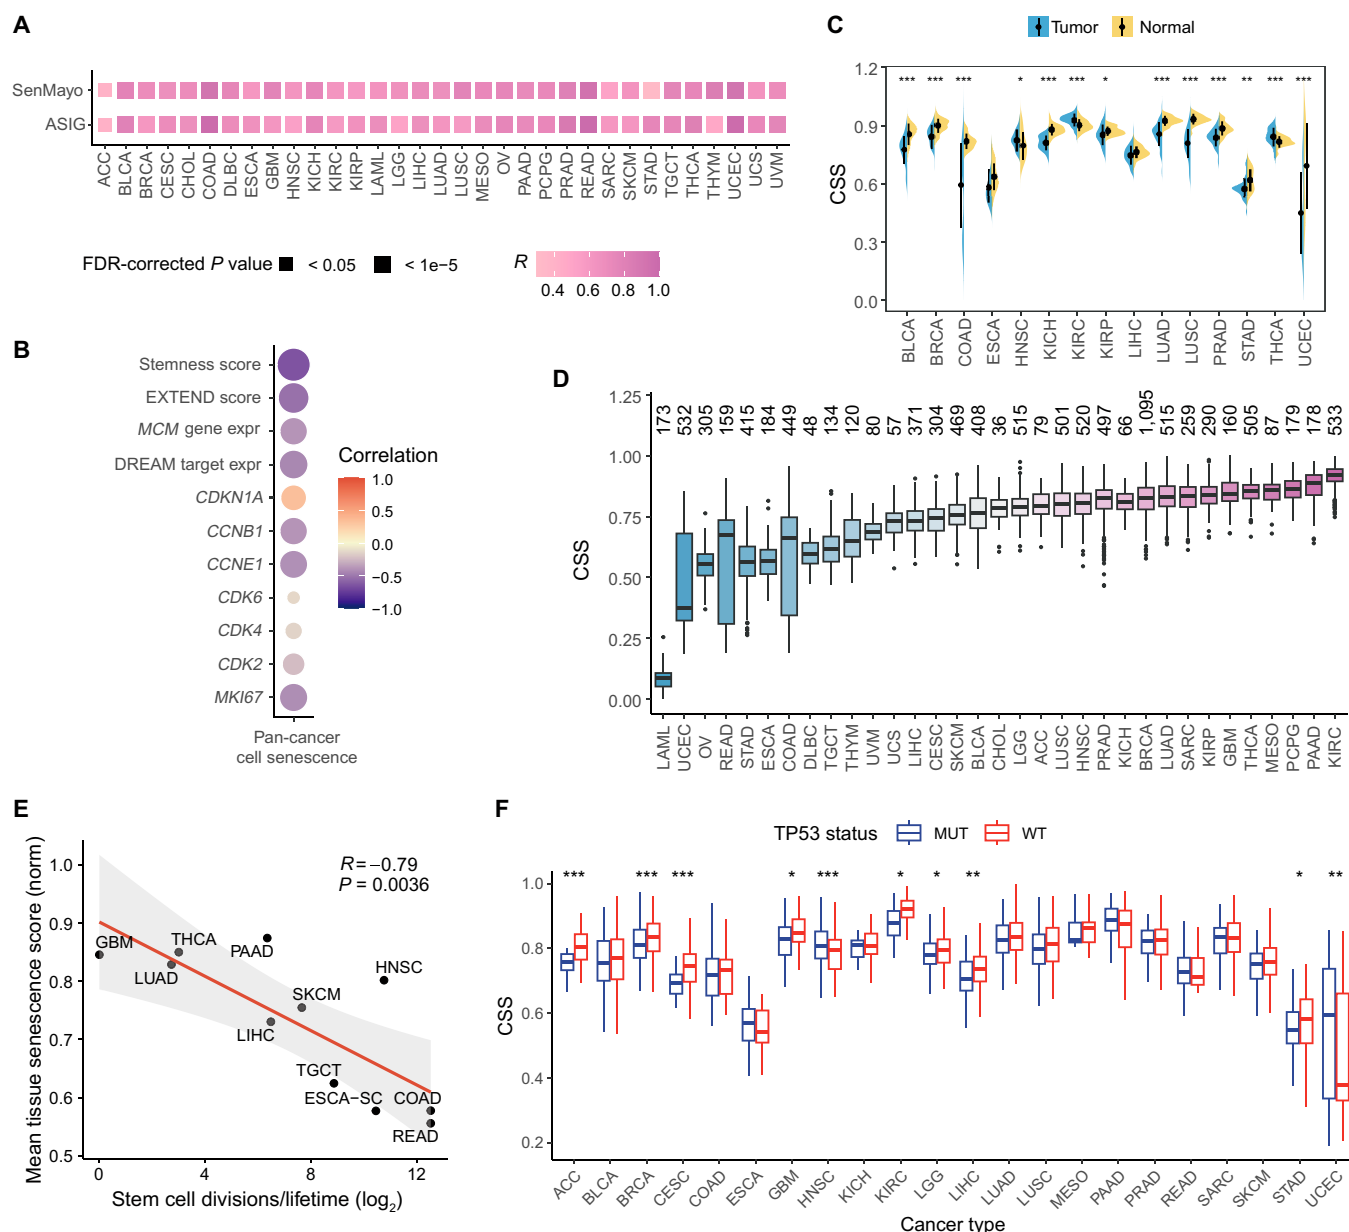 A
SenMayo
ASIG
ACC BLCA BRCA CESC CHOL COAD DLBC ESCA GBM HNSC KICH KIRC KIRP LAML LGG LIHC LUAD LUSC MESO OV PAAD PCPG PRAD READ SARC SKCM STAD TGCT THCA THYM UCEC UCS UVM
FDR-corrected P value < 0.05 < 1e-5
R
0.4 0.6 0.8 1.0
B
Stemness score
EXTEND score
MCM gene expr
DREAM target expr
CDKN1A
CCNB1
CCNE1
CDK6
CDK4
CDK2
MKI67
Pan-cancer
cell senescence
Correlation
1.0
0.5
0.0
−0.5
−1.0
C
Tumor Normal
*** *** *** * *** *** * *** *** *** ** *** ***
CSS
1.2
0.9
0.6
0.3
0.0
BLCA BRCA COAD ESCA HNSC KICH KIRC KIRP LIHC LUAD LUSC PRAD STAD THCA UCEC
D
CSS
1.25
1.00
0.75
0.50
0.25
0.00
173 532 305 159 415 184 449 48 134 120 80 57 371 304 469 408 36 515 79 501 520 497 66 1,095 515 259 290 160 505 87 179 178 533
LAML UCEC OV READ STAD ESCA COAD DLBC TGCT THYM UVM UCS LIHC CESC SKCM BLCA CHOL LGG ACC LUSC HNSC PRAD KICH BRCA LUAD SARC KIRP GBM THCA MESO PCPG PAAD KIRC
E
Mean tissue senescence score (norm)
1.0
0.9
0.8
0.7
0.6
0.5
R = −0.79
P = 0.0036
GBM
THCA
LUAD
PAAD
HNSC
SKCM
LIHC
TGCT
ESCA−SC
COAD
READ
0 4 8 12
Stem cell divisions/lifetime (log2)
F
TP53 status MUT WT
*** *** *** * *** * * ** * **
CSS
1.0
0.8
0.6
0.4
0.2
ACC BLCA BRCA CESC COAD ESCA GBM HNSC KICH KIRC LGG LIHC LUAD LUSC MESO PAAD PRAD READ SARC SKCM STAD UCEC
Cancer type